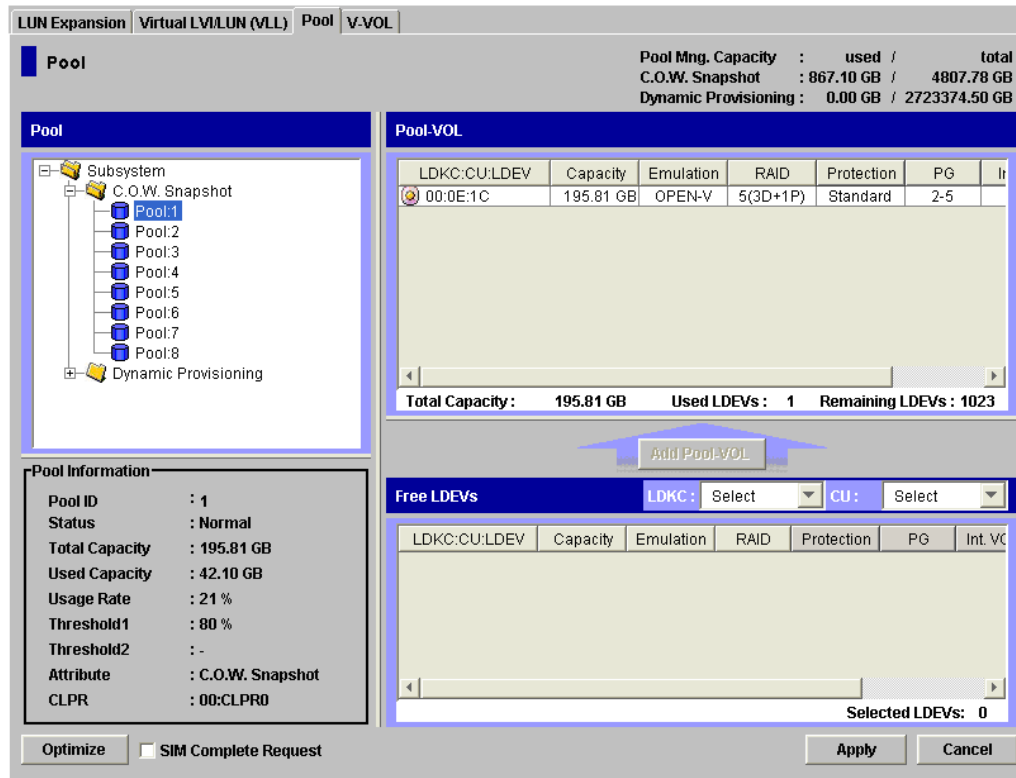 LUN Expansion Virtual LVI/LUN (VLL) Pool V-VOL
Pool
Pool Mng. Capacity : used / total
C.O.W. Snapshot : 867.10 GB / 4807.78 GB
Dynamic Provisioning : 0.00 GB / 2723374.50 GB
Pool
Subsystem
C.O.W. Snapshot
Pool:1
Pool:2
Pool:3
Pool:4
Pool:5
Pool:6
Pool:7
Pool:8
Dynamic Provisioning
Pool Information
Pool ID : 1
Status : Normal
Total Capacity : 195.81 GB
Used Capacity : 42.10 GB
Usage Rate : 21 %
Threshold1 : 80 %
Threshold2 : -
Attribute : C.O.W. Snapshot
CLPR : 00:CLPR0
Pool-VOL
LDKC:CU:LDEV Capacity Emulation RAID Protection PG
00:0E:1C 195.81 GB OPEN-V 5(3D+1P) Standard 2-5
Total Capacity : 195.81 GB Used LDEVs : 1 Remaining LDEVs : 1023
Add Pool-VOL
Free LDEVs LDKC : Select CU : Select
LDKC:CU:LDEV Capacity Emulation RAID Protection PG Int. VO
Selected LDEVs: 0
Optimize SIM Complete Request Apply Cancel